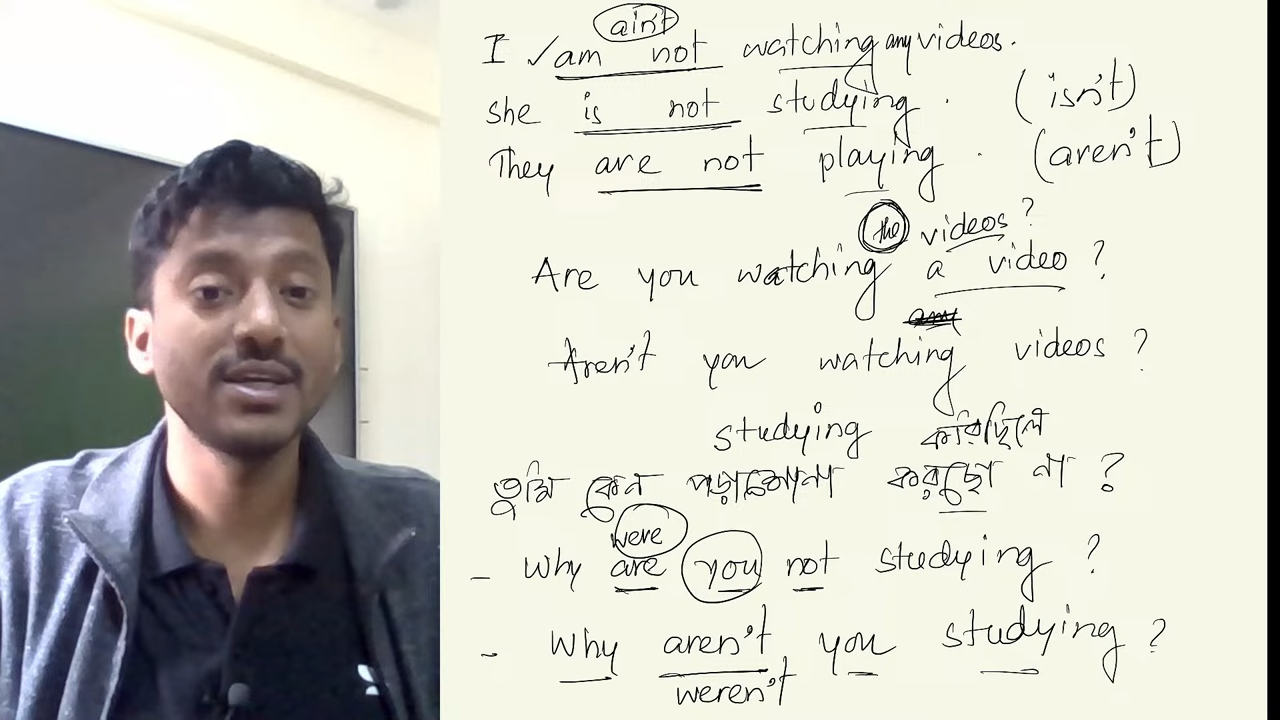 ain't
I ✓am not watching any videos.
she is not studying. (isn't)
They are not playing. (aren't)
the videos?
Are you watching a video?
Aren't you watching videos?
studying করিছিলে
তুমি কেন পড়াশোনা করছো না?
were
- Why are you not studying?
- Why aren't you studying?
weren't